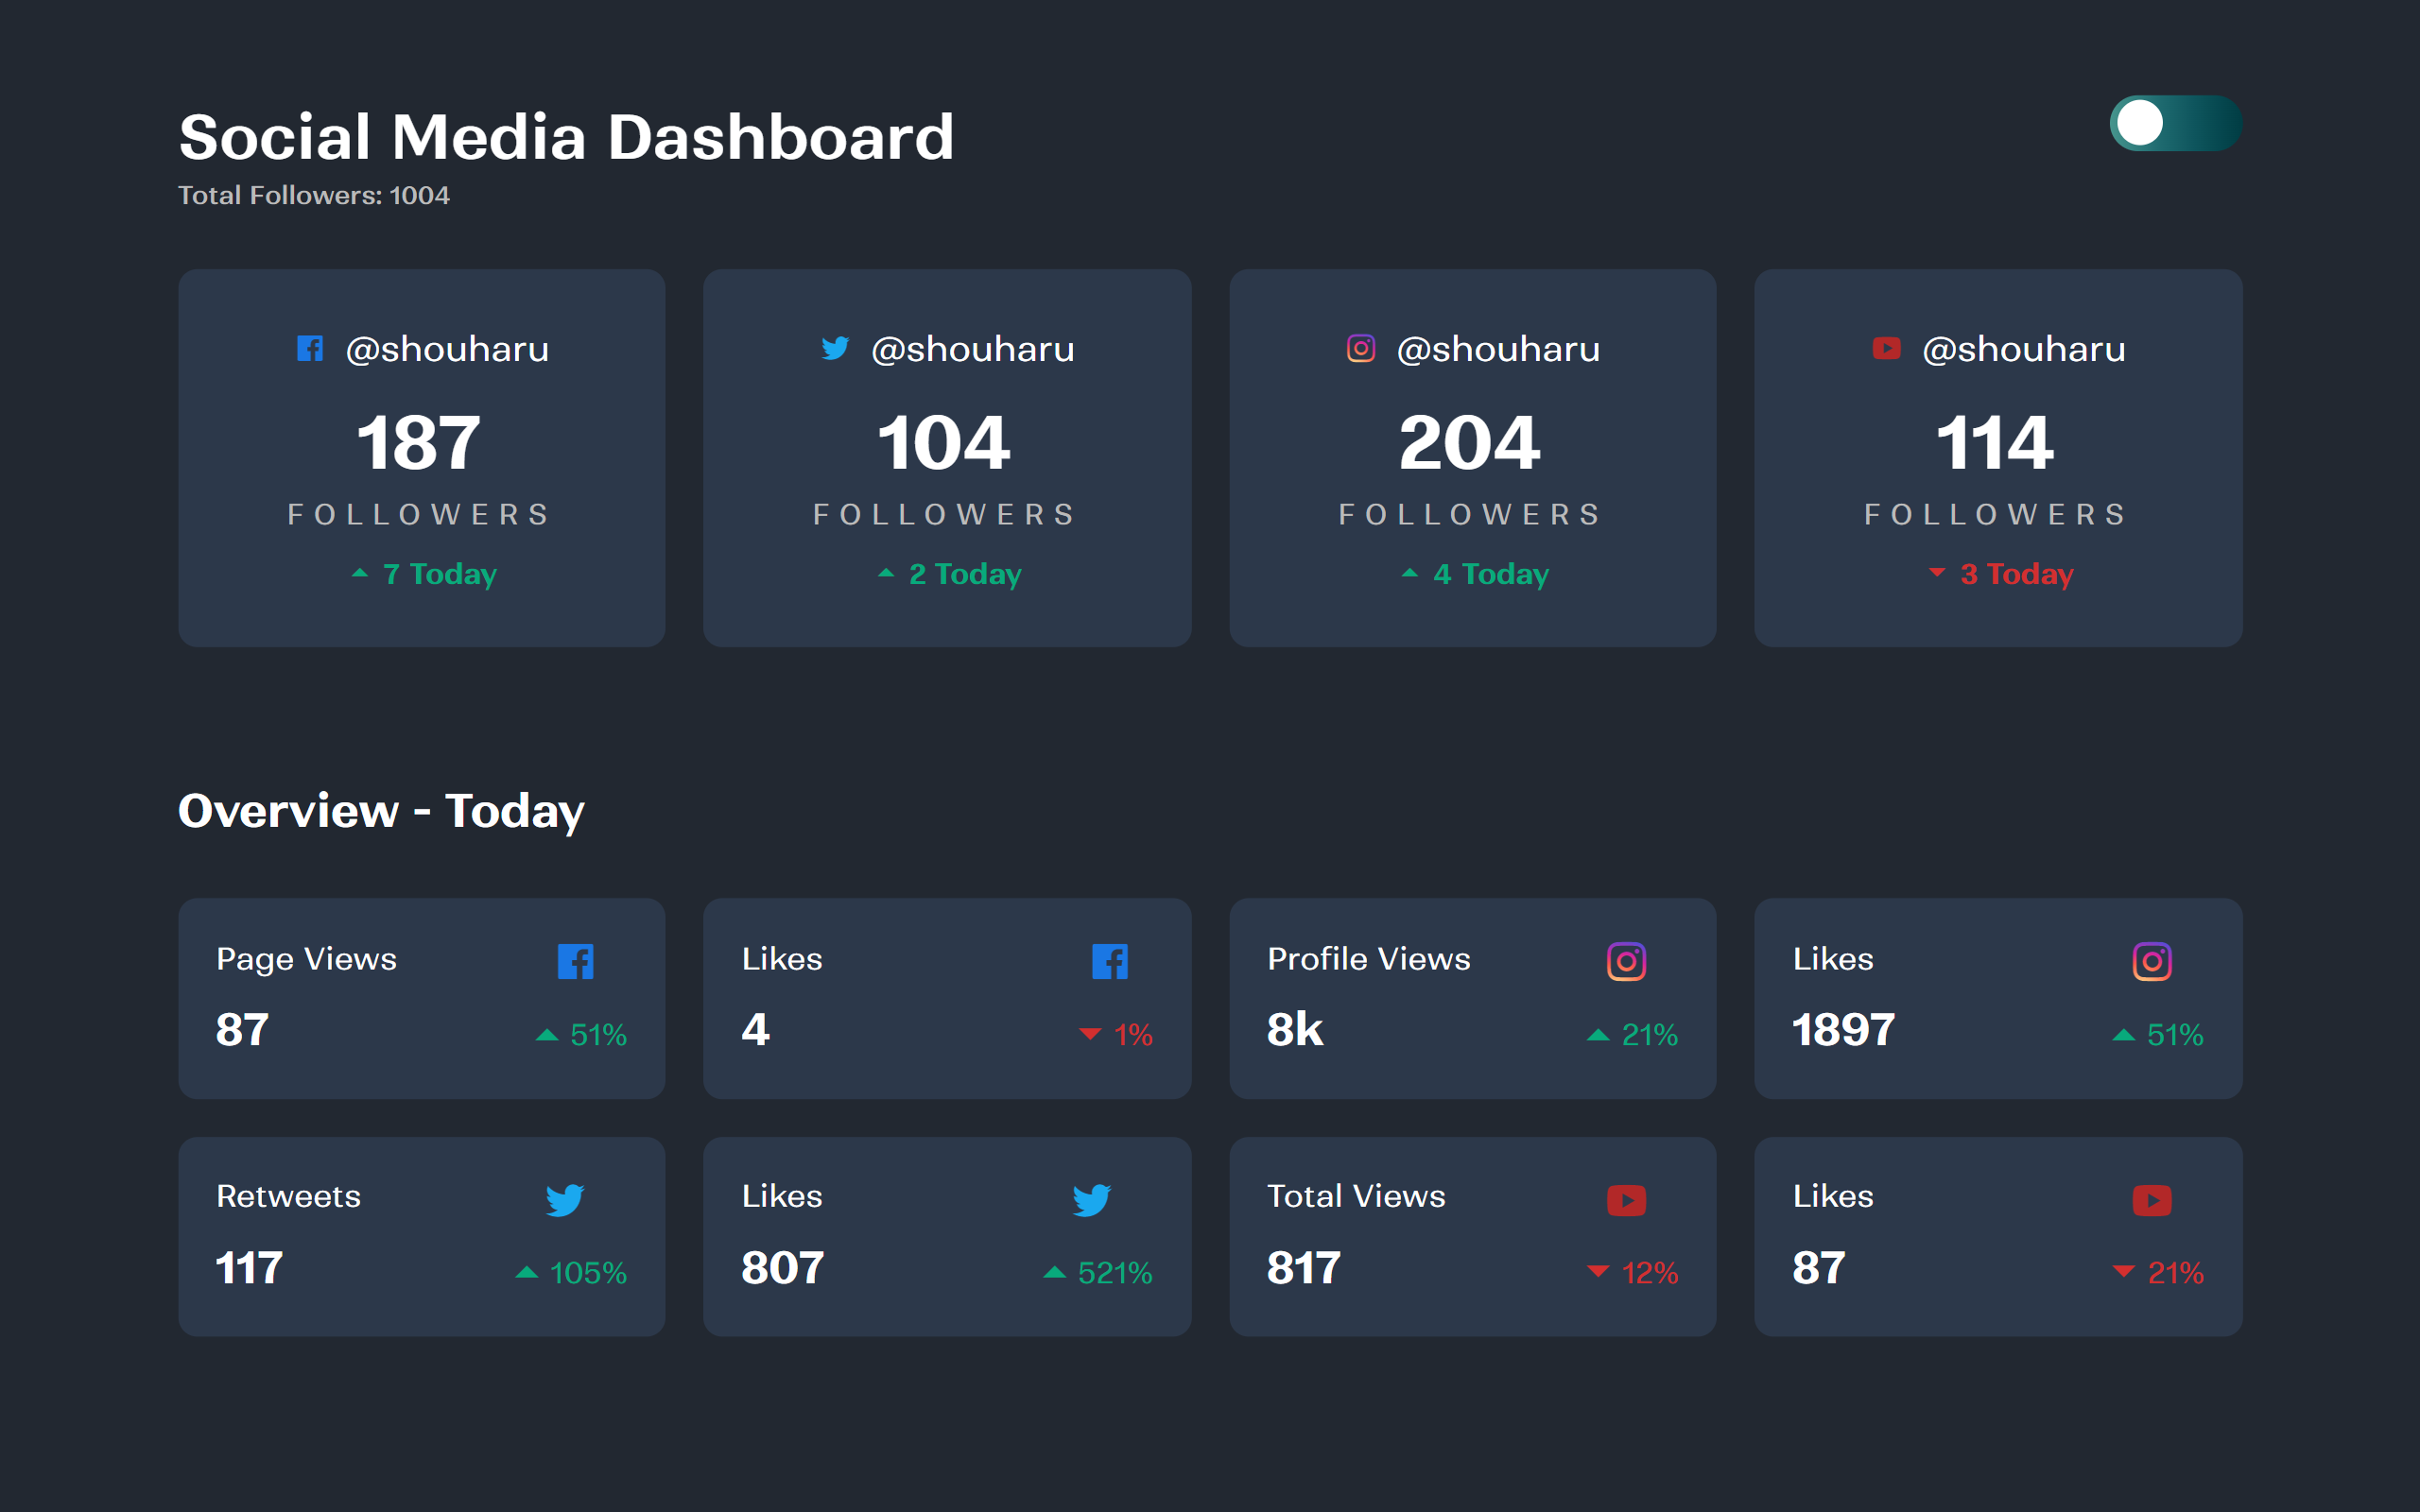 Social Media Dashboard
Total Followers: 1004
@shouharu
187
FOLLOWERS
7 Today
@shouharu
104
FOLLOWERS
2 Today
@shouharu
204
FOLLOWERS
4 Today
@shouharu
114
FOLLOWERS
3 Today
Overview - Today
Page Views
87
51%
Likes
4
1%
Profile Views
8k
21%
Likes
1897
51%
Retweets
117
105%
Likes
807
521%
Total Views
817
12%
Likes
87
21%